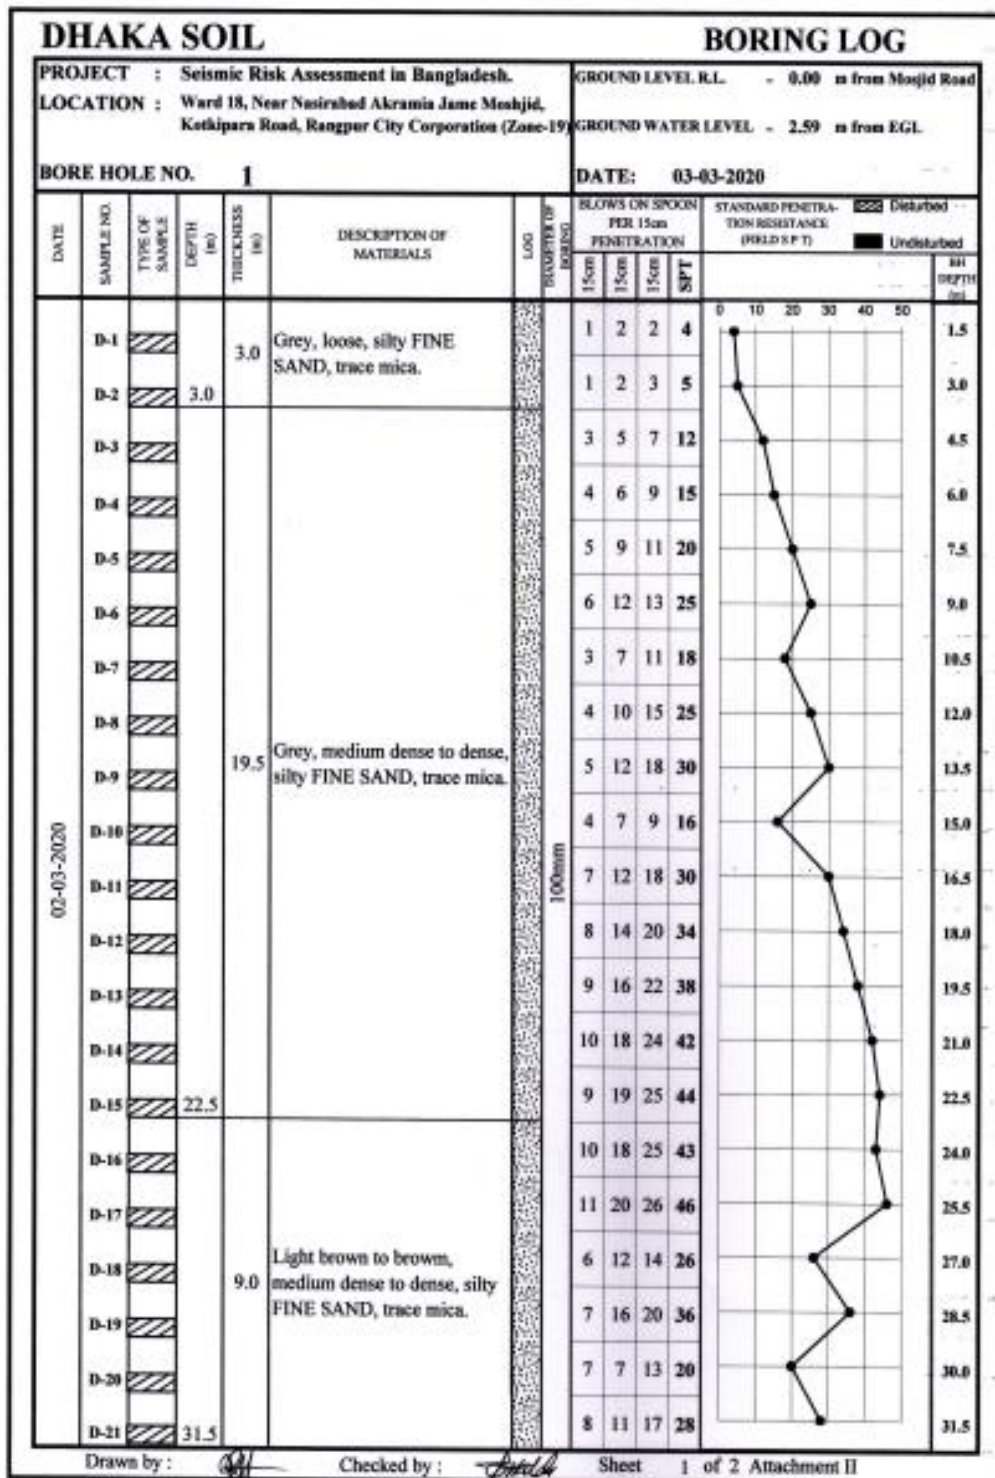 DHAKA SOIL
BORING LOG
PROJECT : Seismic Risk Assessment in Bangladesh.
GROUND LEVEL R.L. - 0.00 m from Mosjid Road
LOCATION : Ward 18, Near Nasirabad Akramia Jame Moshjid,
Kotkipara Road, Rangpur City Corporation (Zone-19)
GROUND WATER LEVEL - 2.59 m from EGL
BORE HOLE NO. 1
DATE: 03-03-2020
DATE
SAMPLE NO.
TYPE OF SAMPLE
DEPTH (m)
THICKNESS (m)
DESCRIPTION OF
MATERIALS
LOG
DIAMETER OF BORING
BLOWS ON SPOON
PER 15cm
PENETRATION
15cm 15cm 15cm SPT
STANDARD PENETRA-
TION RESISTANCE
(FIELD S P T)
Disturbed
Undisturbed
BH
DEPTH
(m)
0 10 20 30 40 50
D-1 1 2 2 4 1.5
3.0 Grey, loose, silty FINE
SAND, trace mica.
D-2 3.0 1 2 3 5 3.0
D-3 3 5 7 12 4.5
D-4 4 6 9 15 6.0
D-5 5 9 11 20 7.5
D-6 6 12 13 25 9.0
D-7 3 7 11 18 10.5
D-8 4 10 15 25 12.0
19.5 Grey, medium dense to dense,
silty FINE SAND, trace mica.
D-9 5 12 18 30 13.5
D-10 4 7 9 16 15.0
02-03-2020
100mm
D-11 7 12 18 30 16.5
D-12 8 14 20 34 18.0
D-13 9 16 22 38 19.5
D-14 10 18 24 42 21.0
D-15 22.5 9 19 25 44 22.5
D-16 10 18 25 43 24.0
D-17 11 20 26 46 25.5
D-18 6 12 14 26 27.0
9.0 Light brown to browm,
medium dense to dense, silty
FINE SAND, trace mica.
D-19 7 16 20 36 28.5
D-20 7 7 13 20 30.0
D-21 31.5 8 11 17 28 31.5
Drawn by : Checked by : Sheet 1 of 2 Attachment II